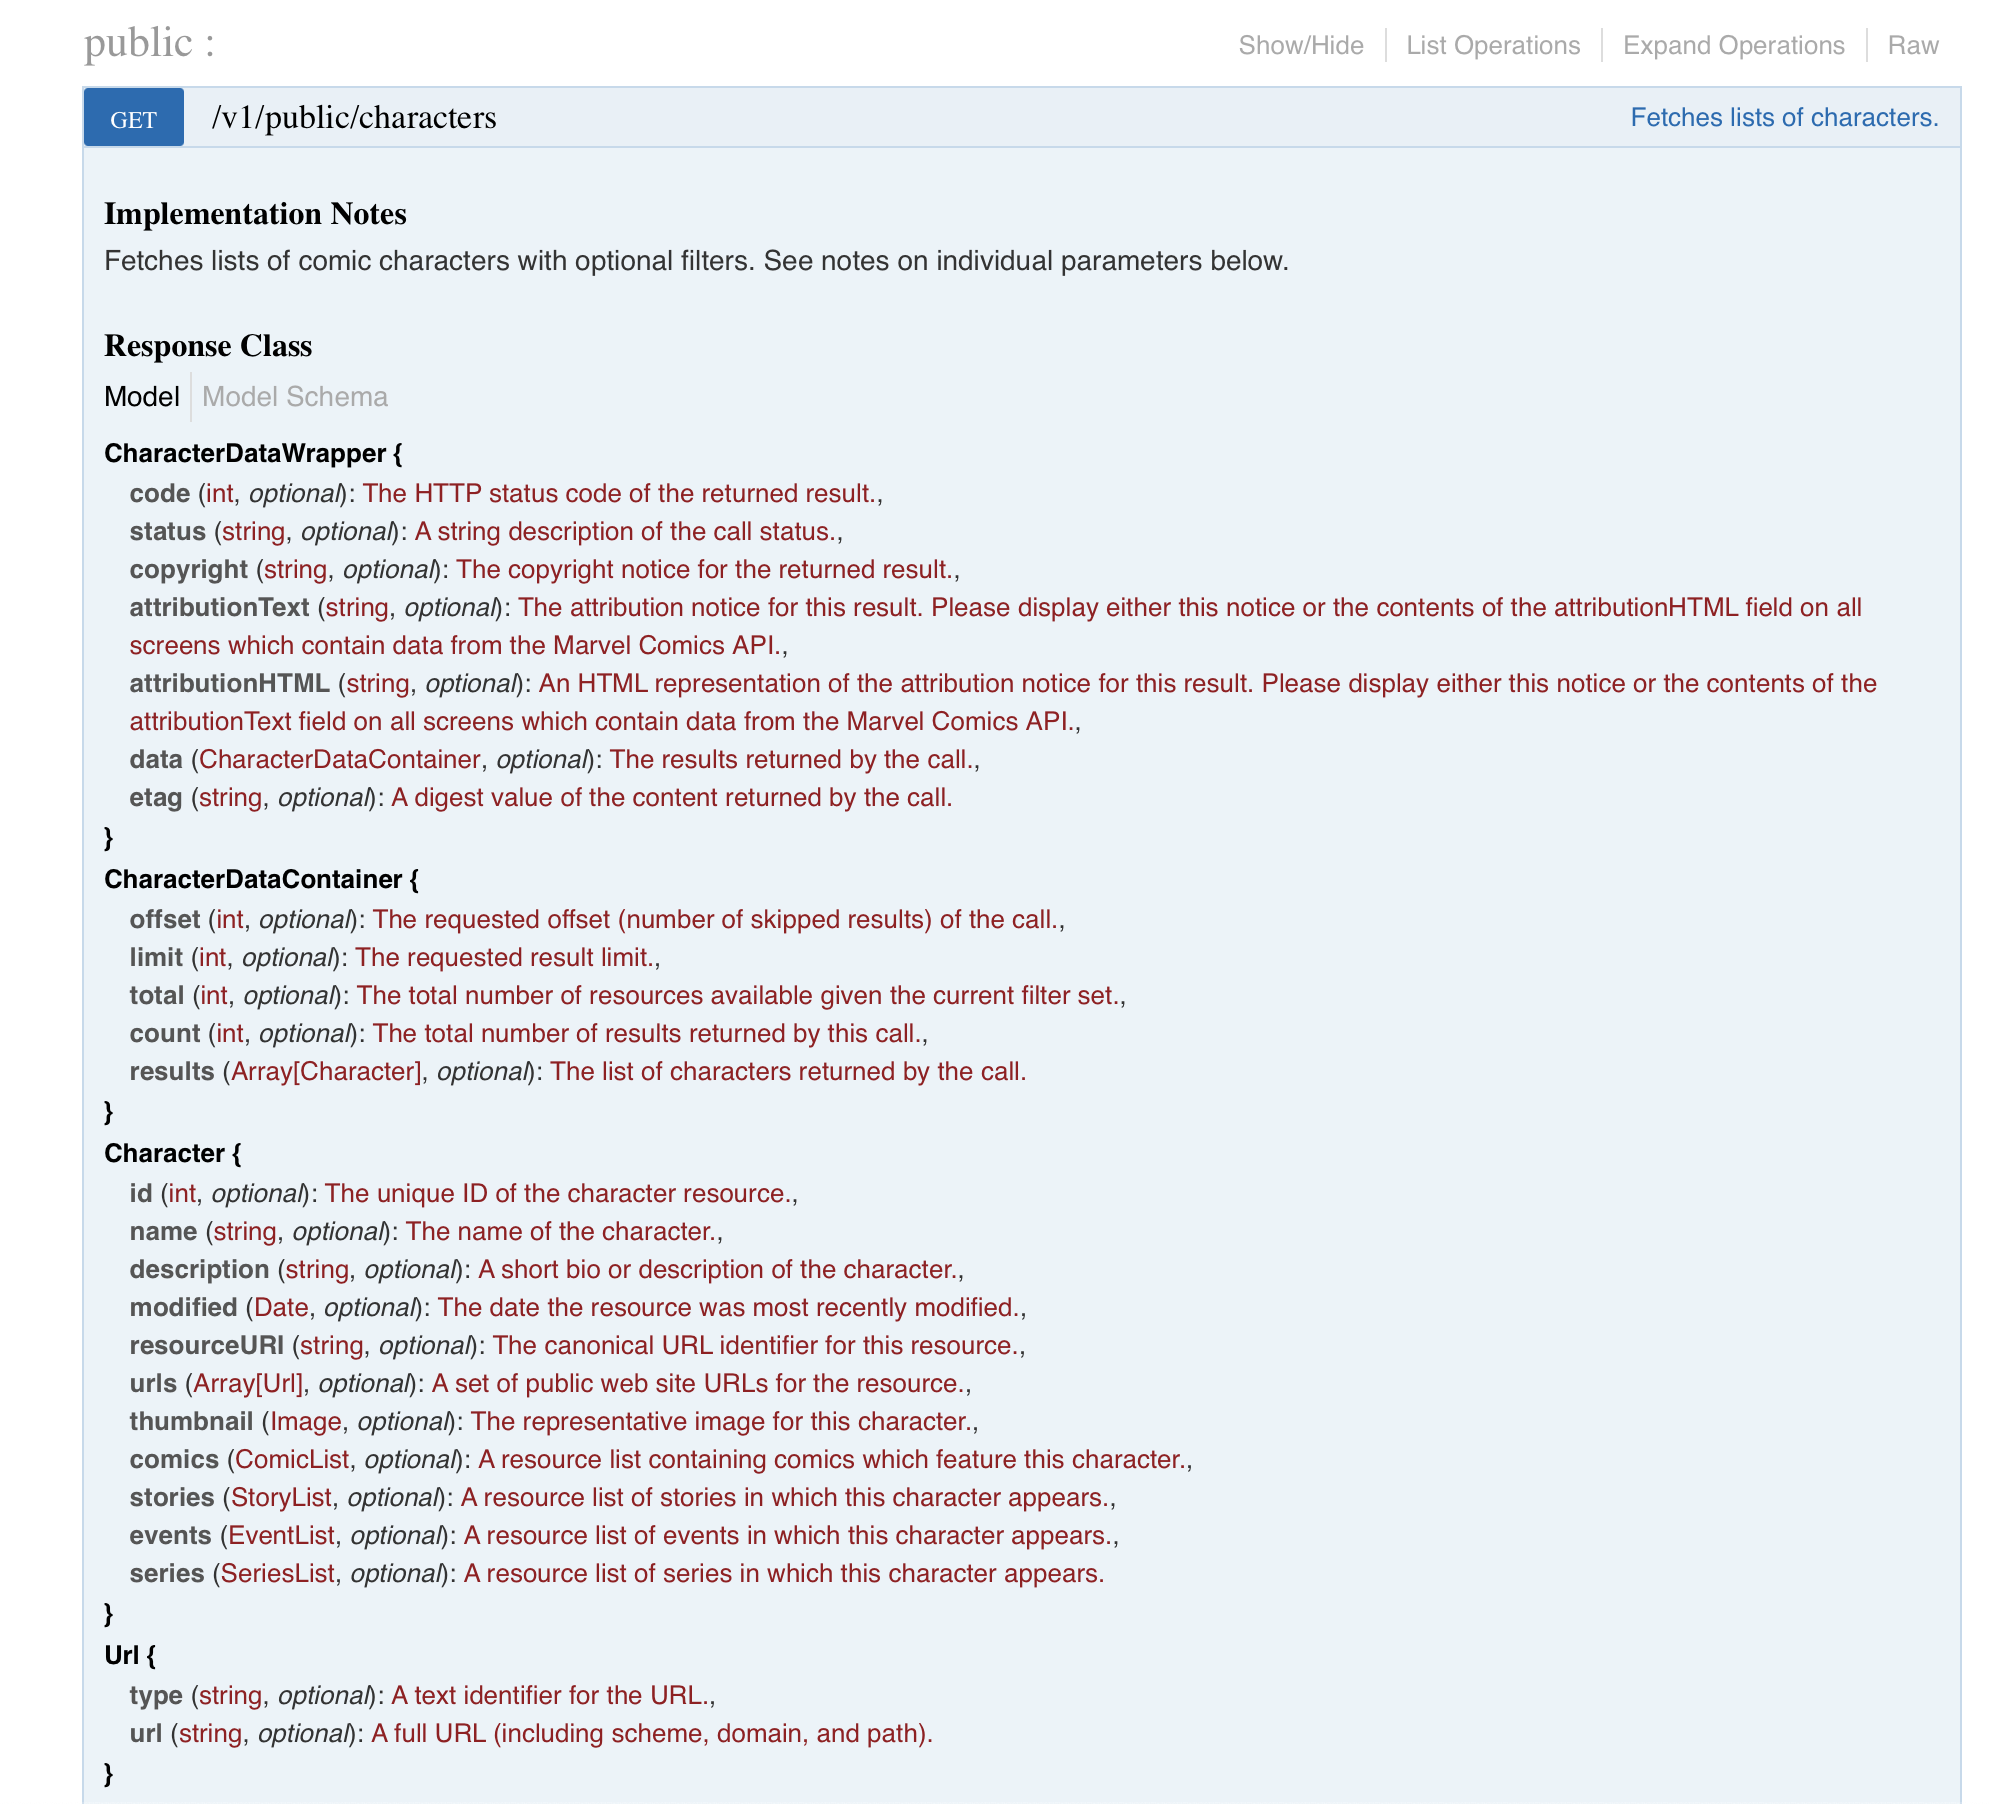 public :
Show/Hide
List Operations
Expand Operations
Raw
GET
/v1/public/characters
Fetches lists of characters.
Implementation Notes
Fetches lists of comic characters with optional filters. See notes on individual parameters below.
Response Class
Model
Model Schema
CharacterDataWrapper {
code (int, optional): The HTTP status code of the returned result.,
status (string, optional): A string description of the call status.,
copyright (string, optional): The copyright notice for the returned result.,
attributionText (string, optional): The attribution notice for this result. Please display either this notice or the contents of the attributionHTML field on all
screens which contain data from the Marvel Comics API.,
attributionHTML (string, optional): An HTML representation of the attribution notice for this result. Please display either this notice or the contents of the
attributionText field on all screens which contain data from the Marvel Comics API.,
data (CharacterDataContainer, optional): The results returned by the call.,
etag (string, optional): A digest value of the content returned by the call.
}
CharacterDataContainer {
offset (int, optional): The requested offset (number of skipped results) of the call.,
limit (int, optional): The requested result limit.,
total (int, optional): The total number of resources available given the current filter set.,
count (int, optional): The total number of results returned by this call.,
results (Array[Character], optional): The list of characters returned by the call.
}
Character {
id (int, optional): The unique ID of the character resource.,
name (string, optional): The name of the character.,
description (string, optional): A short bio or description of the character.,
modified (Date, optional): The date the resource was most recently modified.,
resourceURI (string, optional): The canonical URL identifier for this resource.,
urls (Array[Url], optional): A set of public web site URLs for the resource.,
thumbnail (Image, optional): The representative image for this character.,
comics (ComicList, optional): A resource list containing comics which feature this character.,
stories (StoryList, optional): A resource list of stories in which this character appears.,
events (EventList, optional): A resource list of events in which this character appears.,
series (SeriesList, optional): A resource list of series in which this character appears.
}
Url {
type (string, optional): A text identifier for the URL.,
url (string, optional): A full URL (including scheme, domain, and path).
}